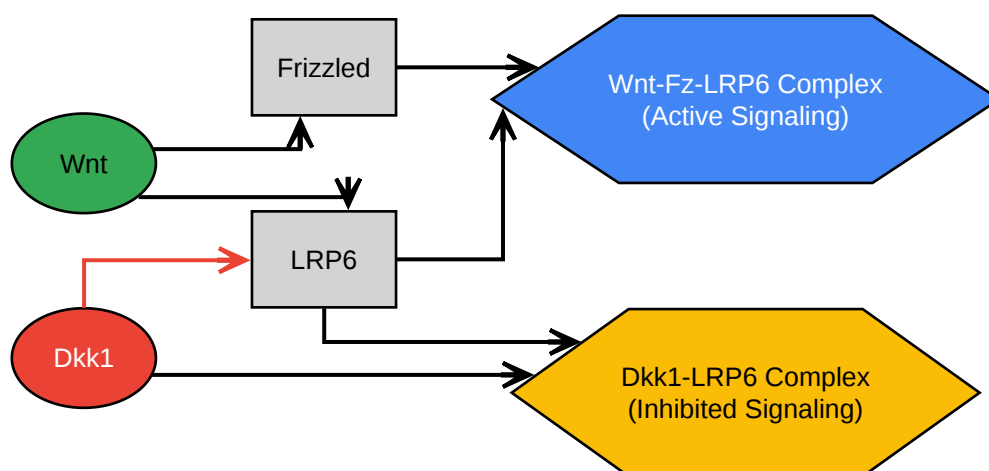 Frizzled
Wnt-Fz-LRP6 Complex
(Active Signaling)
Wnt
LRP6
Dkk1
Dkk1-LRP6 Complex
(Inhibited Signaling)